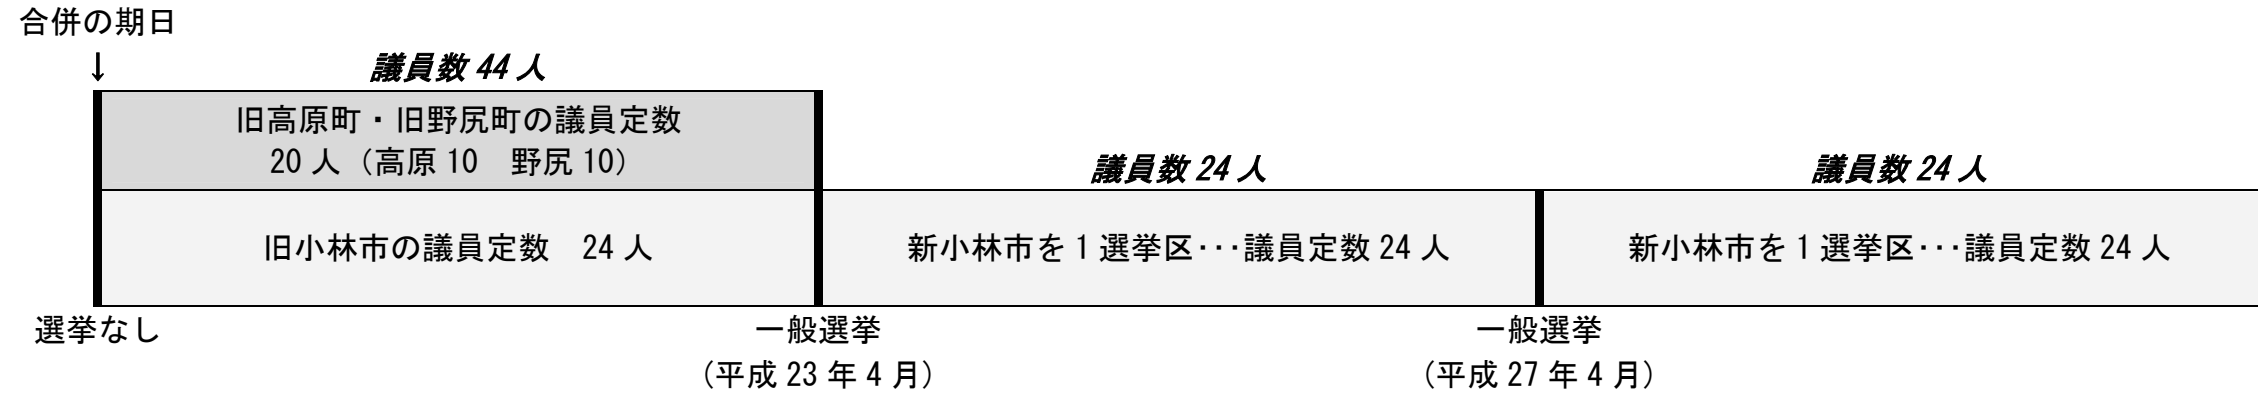 合併の期日
↓
議員数 44 人
旧高原町・旧野尻町の議員定数
20 人（高原 10　野尻 10）
議員数 24 人
議員数 24 人
旧小林市の議員定数　24 人
新小林市を 1 選挙区･･･議員定数 24 人
新小林市を 1 選挙区･･･議員定数 24 人
選挙なし
一般選挙
（平成 23 年 4 月）
一般選挙
（平成 27 年 4 月）